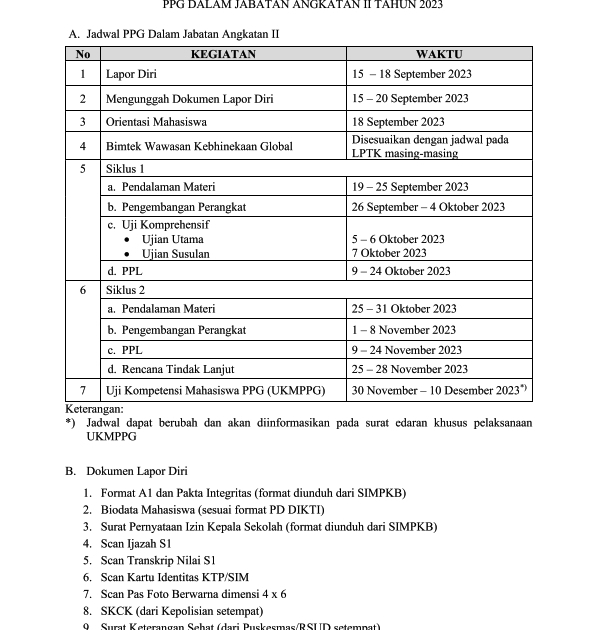 PPG DALAM JABATAN ANGKATAN II TAHUN 2023
A. Jadwal PPG Dalam Jabatan Angkatan II
No KEGIATAN WAKTU
1 Lapor Diri 15 – 18 September 2023
2 Mengunggah Dokumen Lapor Diri 15 – 20 September 2023
3 Orientasi Mahasiswa 18 September 2023
4 Bimtek Wawasan Kebhinekaan Global Disesuaikan dengan jadwal pada
LPTK masing-masing
5 Siklus 1
a. Pendalaman Materi 19 – 25 September 2023
b. Pengembangan Perangkat 26 September – 4 Oktober 2023
c. Uji Komprehensif
• Ujian Utama 5 – 6 Oktober 2023
• Ujian Susulan 7 Oktober 2023
d. PPL 9 – 24 Oktober 2023
6 Siklus 2
a. Pendalaman Materi 25 – 31 Oktober 2023
b. Pengembangan Perangkat 1 – 8 November 2023
c. PPL 9 – 24 November 2023
d. Rencana Tindak Lanjut 25 – 28 November 2023
7 Uji Kompetensi Mahasiswa PPG (UKMPPG) 30 November – 10 Desember 2023*)
Keterangan:
*) Jadwal dapat berubah dan akan diinformasikan pada surat edaran khusus pelaksanaan
UKMPPG
B. Dokumen Lapor Diri
1. Format A1 dan Pakta Integritas (format diunduh dari SIMPKB)
2. Biodata Mahasiswa (sesuai format PD DIKTI)
3. Surat Pernyataan Izin Kepala Sekolah (format diunduh dari SIMPKB)
4. Scan Ijazah S1
5. Scan Transkrip Nilai S1
6. Scan Kartu Identitas KTP/SIM
7. Scan Pas Foto Berwarna dimensi 4 x 6
8. SKCK (dari Kepolisian setempat)
9. Surat Keterangan Sehat (dari Puskesmas/RSUD setempat)